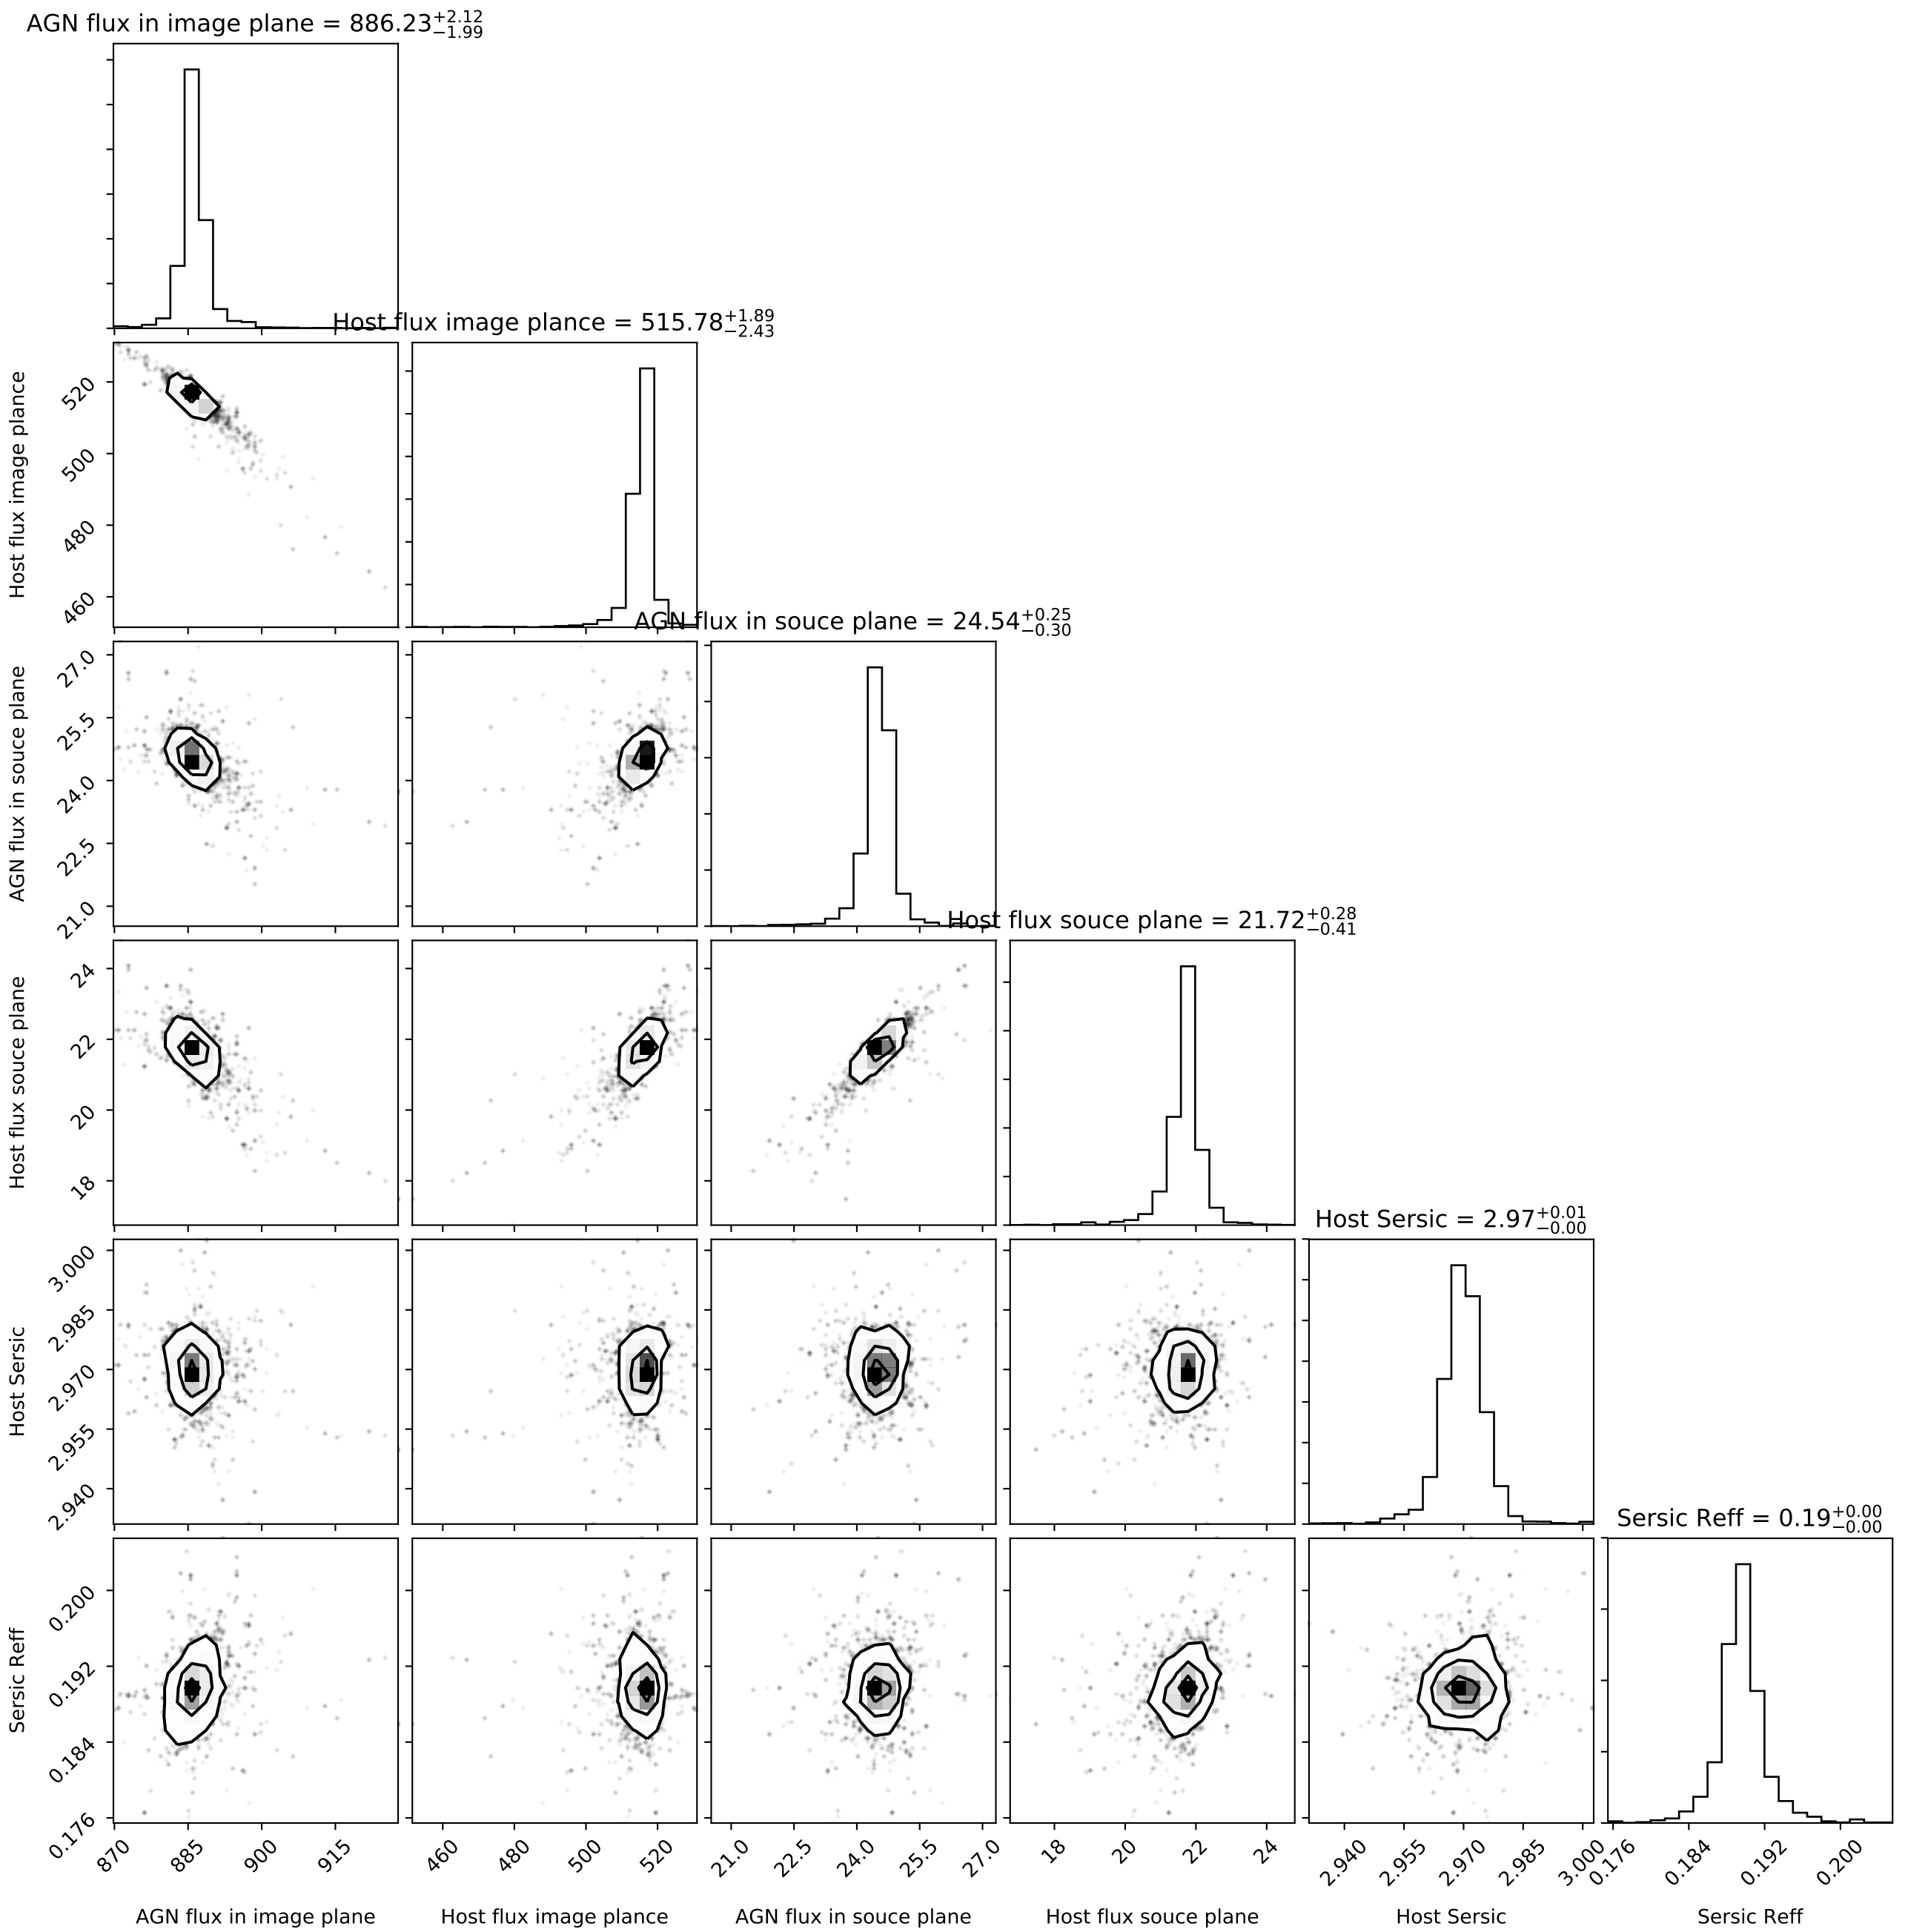 AGN flux in image plane = 886.23+2.12 −1.99
Host flux image plance = 515.78+1.89 −2.43
Host flux image plance
520
500
480
460
AGN flux in souce plane = 24.54+0.25 −0.30
AGN flux in souce plane
27.0
25.5
24.0
22.5
21.0
Host flux souce plane = 21.72+0.28 −0.41
Host flux souce plane
24
22
20
18
Host Sersic = 2.97+0.01 −0.00
Host Sersic
3.000
2.985
2.970
2.955
2.940
Sersic Reff = 0.19+0.00 −0.00
Sersic Reff
0.200
0.192
0.184
0.176
870 885 900 915 460 480 500 520 21.0 22.5 24.0 25.5 27.0 18 20 22 24 2.940 2.955 2.970 2.985 3.000 0.176 0.184 0.192 0.200
AGN flux in image plane Host flux image plance AGN flux in souce plane Host flux souce plane Host Sersic Sersic Reff